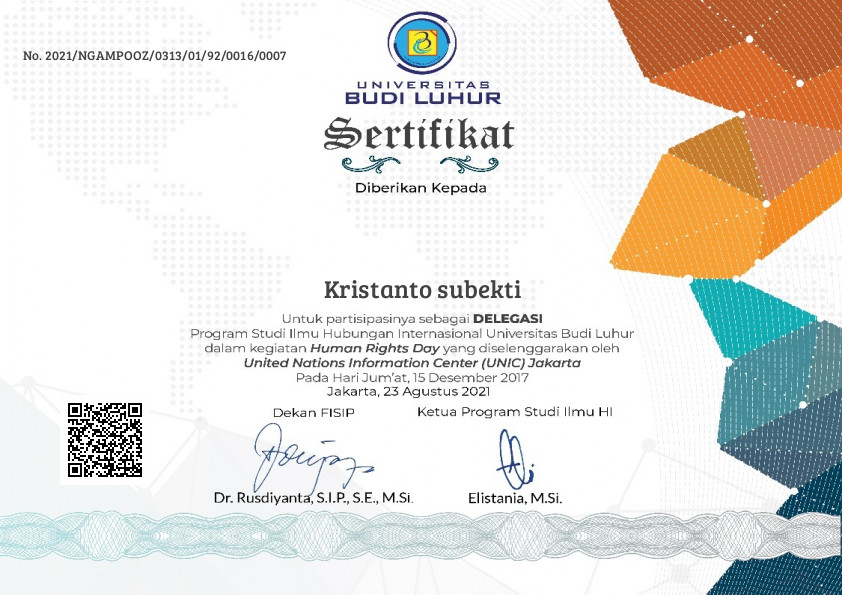 No. 2021/NGAMPOOZ/0313/01/92/0016/0007
UNIVERSITAS
BUDI LUHUR
Sertifikat
Diberikan Kepada
Kristanto subekti
Untuk partisipasinya sebagai DELEGASI
Program Studi Ilmu Hubungan Internasional Universitas Budi Luhur
dalam kegiatan Human Rights Day yang diselenggarakan oleh
United Nations Information Center (UNIC) Jakarta
Pada Hari Jum'at, 15 Desember 2017
Jakarta, 23 Agustus 2021
Dekan FISIP
Ketua Program Studi Ilmu HI
Dr. Rusdiyanta, S.I.P., S.E., M.Si.
Elistania, M.Si.